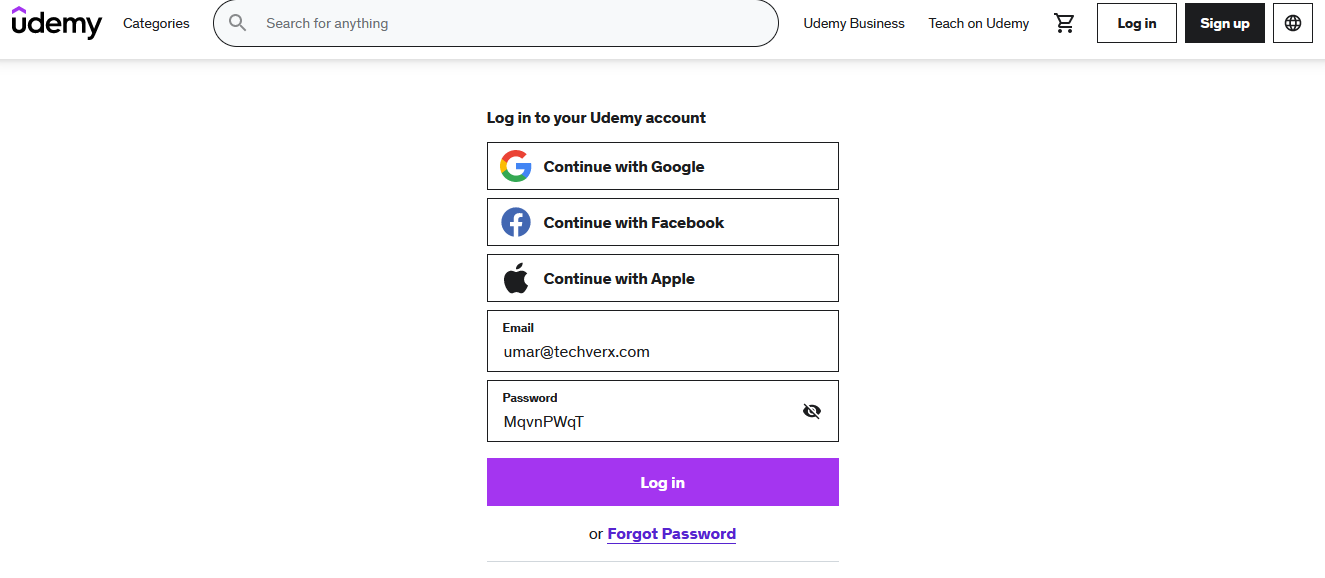 udemy Categories Search for anything Udemy Business Teach on Udemy Log in Sign up
Log in to your Udemy account
Continue with Google
Continue with Facebook
Continue with Apple
Email
umar@techverx.com
Password
MqvnPWqT
Log in
or Forgot Password